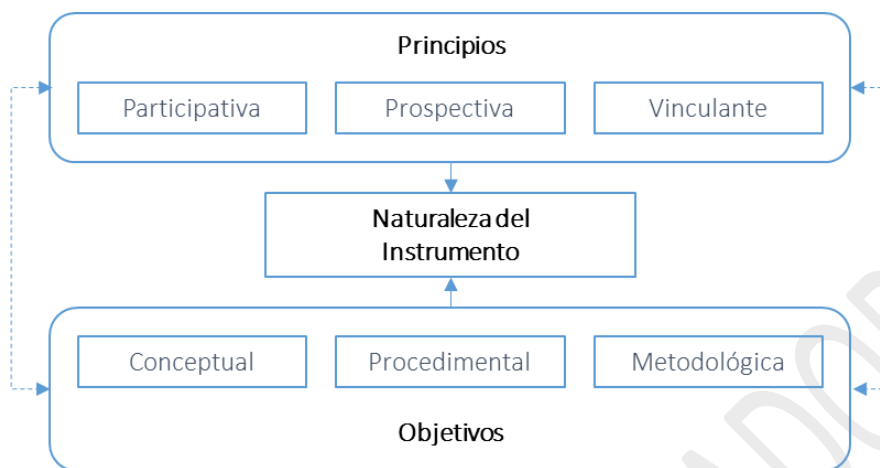 Principios
Participativa
Prospectiva
Vinculante
Naturaleza del
Instrumento
Conceptual
Procedimental
Metodológica
Objetivos